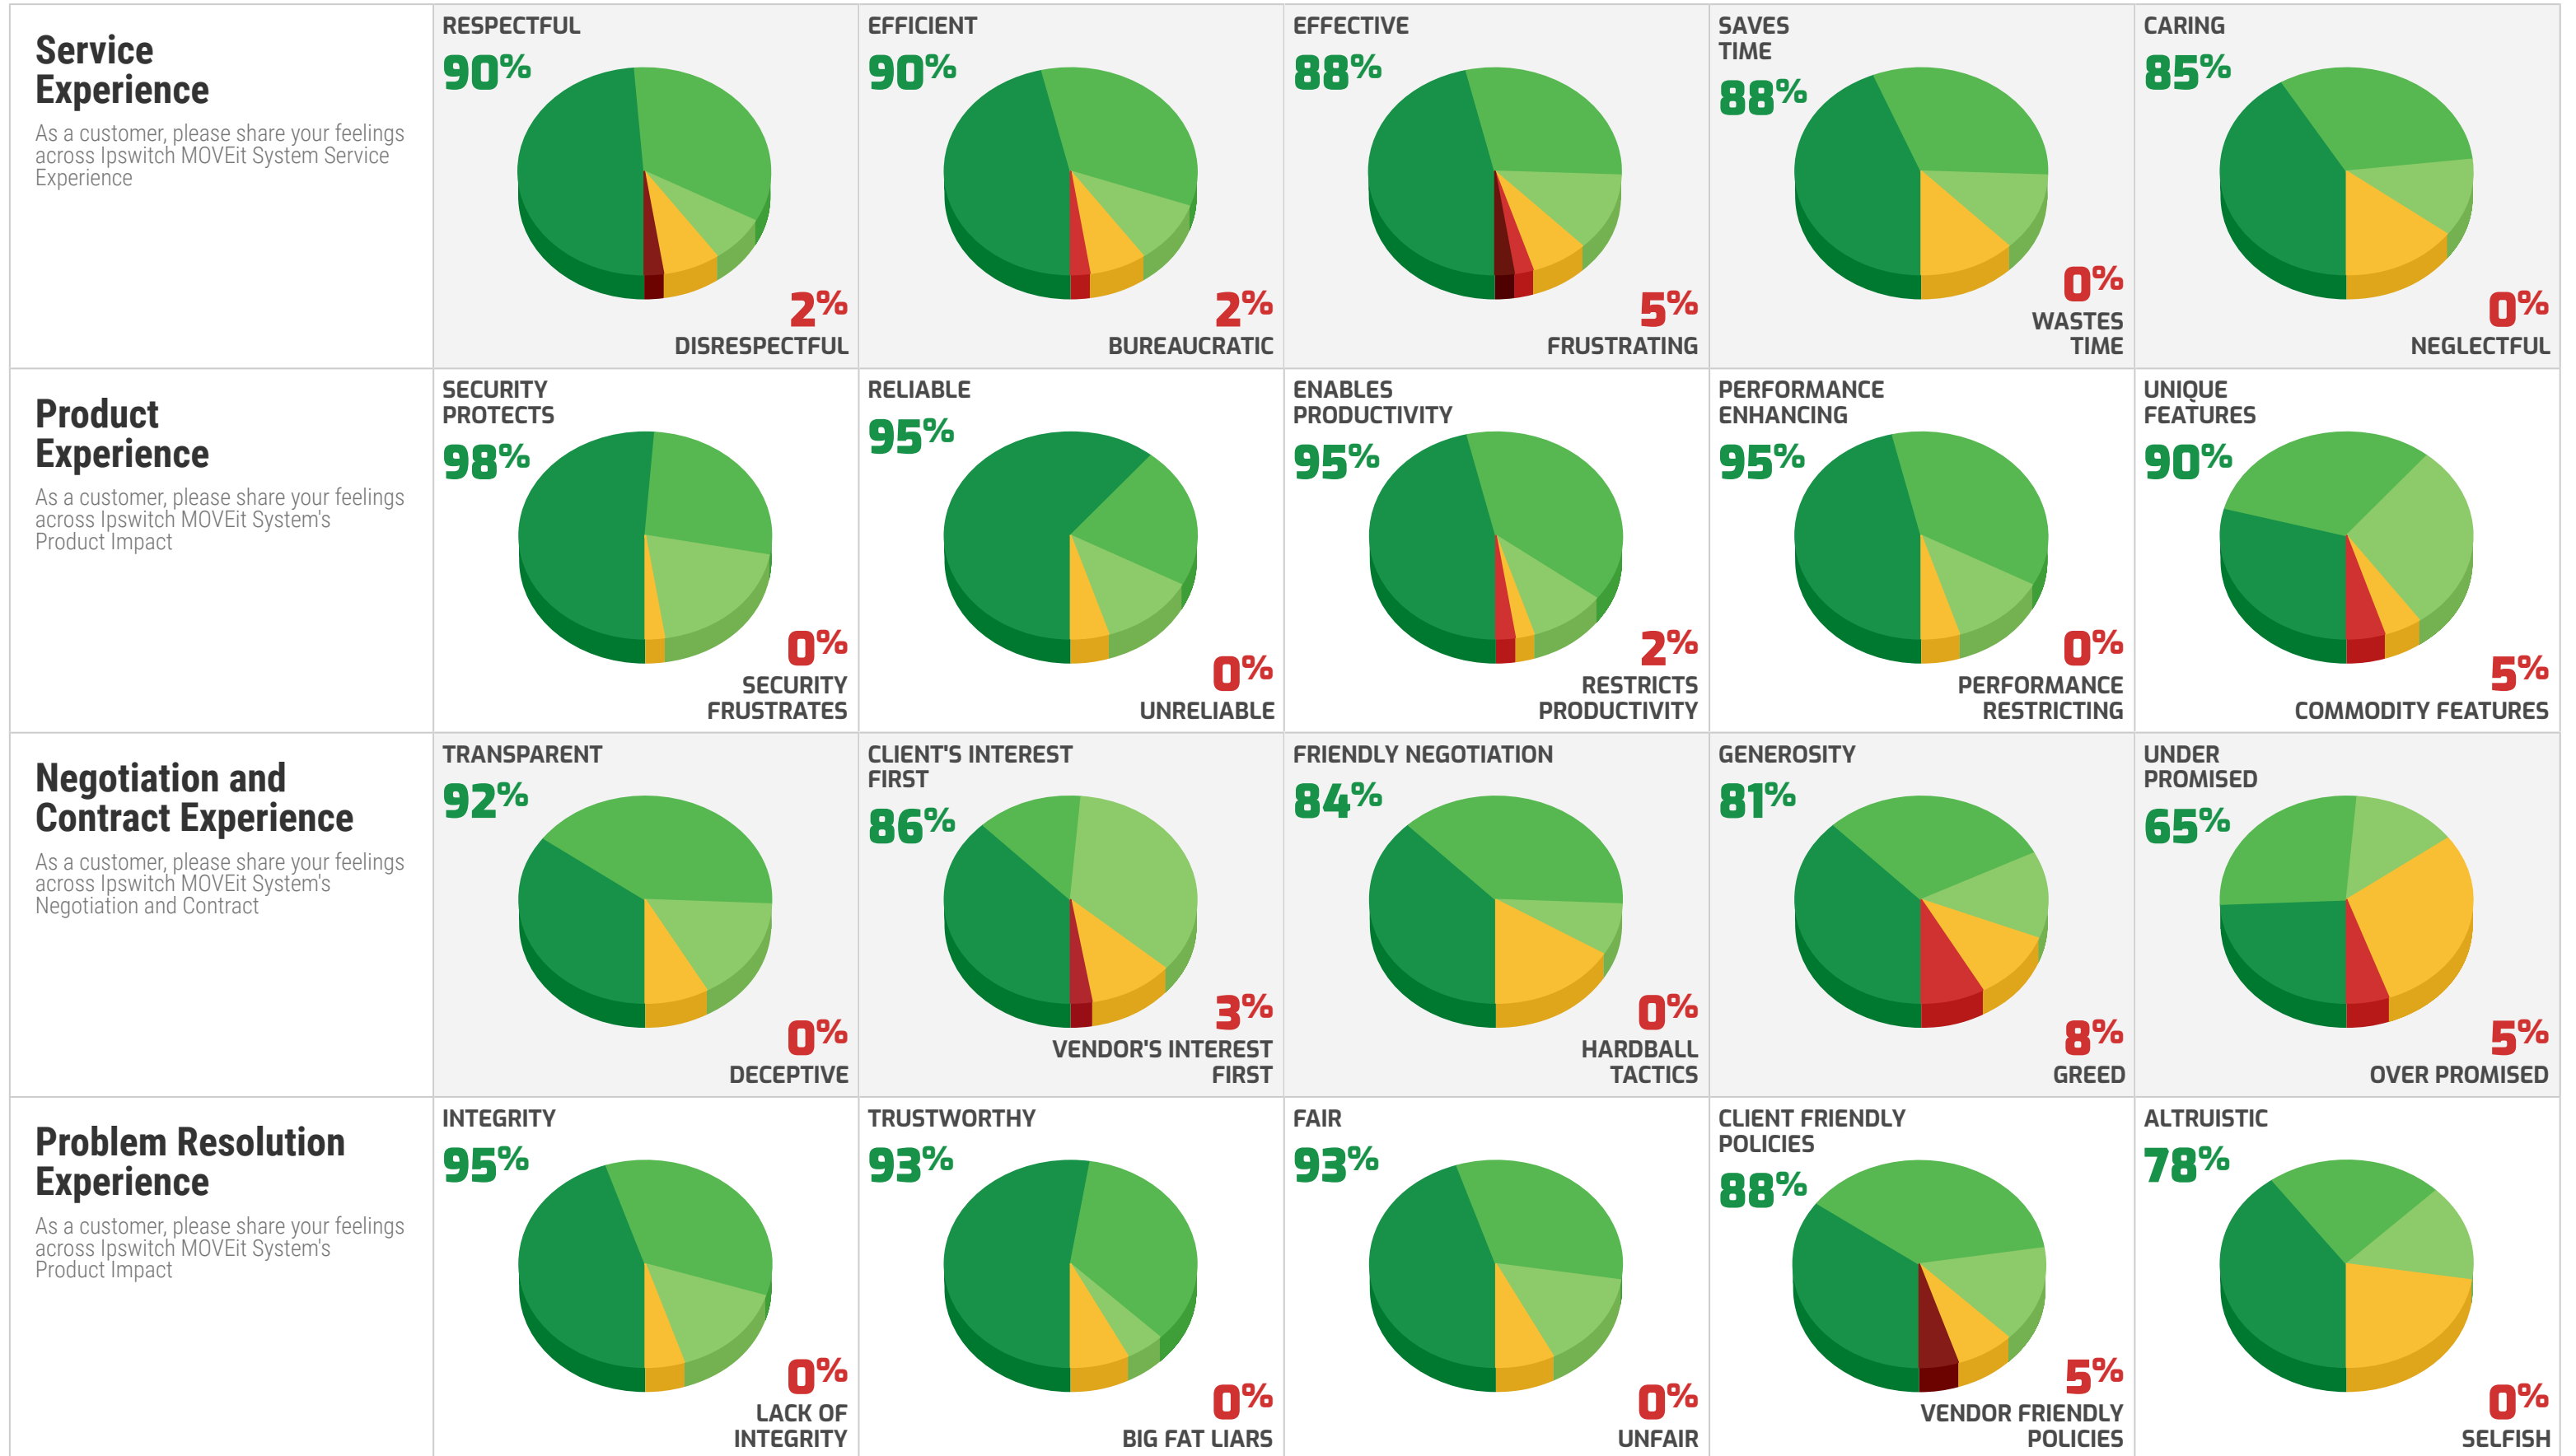 Service
Experience
As a customer, please share your feelings
across Ipswitch MOVEit System Service
Experience
RESPECTFUL
90%
2%
DISRESPECTFUL
EFFICIENT
90%
2%
BUREAUCRATIC
EFFECTIVE
88%
5%
FRUSTRATING
SAVES
TIME
88%
0%
WASTES
TIME
CARING
85%
0%
NEGLECTFUL
Product
Experience
As a customer, please share your feelings
across Ipswitch MOVEit System's
Product Impact
SECURITY
PROTECTS
98%
0%
SECURITY
FRUSTRATES
RELIABLE
95%
0%
UNRELIABLE
ENABLES
PRODUCTIVITY
95%
2%
RESTRICTS
PRODUCTIVITY
PERFORMANCE
ENHANCING
95%
0%
PERFORMANCE
RESTRICTING
UNIQUE
FEATURES
90%
5%
COMMODITY FEATURES
Negotiation and
Contract Experience
As a customer, please share your feelings
across Ipswitch MOVEit System's
Negotiation and Contract
TRANSPARENT
92%
0%
DECEPTIVE
CLIENT'S INTEREST
FIRST
86%
3%
VENDOR'S INTEREST
FIRST
FRIENDLY NEGOTIATION
84%
0%
HARDBALL
TACTICS
GENEROSITY
81%
8%
GREED
UNDER
PROMISED
65%
5%
OVER PROMISED
Problem Resolution
Experience
As a customer, please share your feelings
across Ipswitch MOVEit System's
Product Impact
INTEGRITY
95%
0%
LACK OF
INTEGRITY
TRUSTWORTHY
93%
0%
BIG FAT LIARS
FAIR
93%
0%
UNFAIR
CLIENT FRIENDLY
POLICIES
88%
5%
VENDOR FRIENDLY
POLICIES
ALTRUISTIC
78%
0%
SELFISH